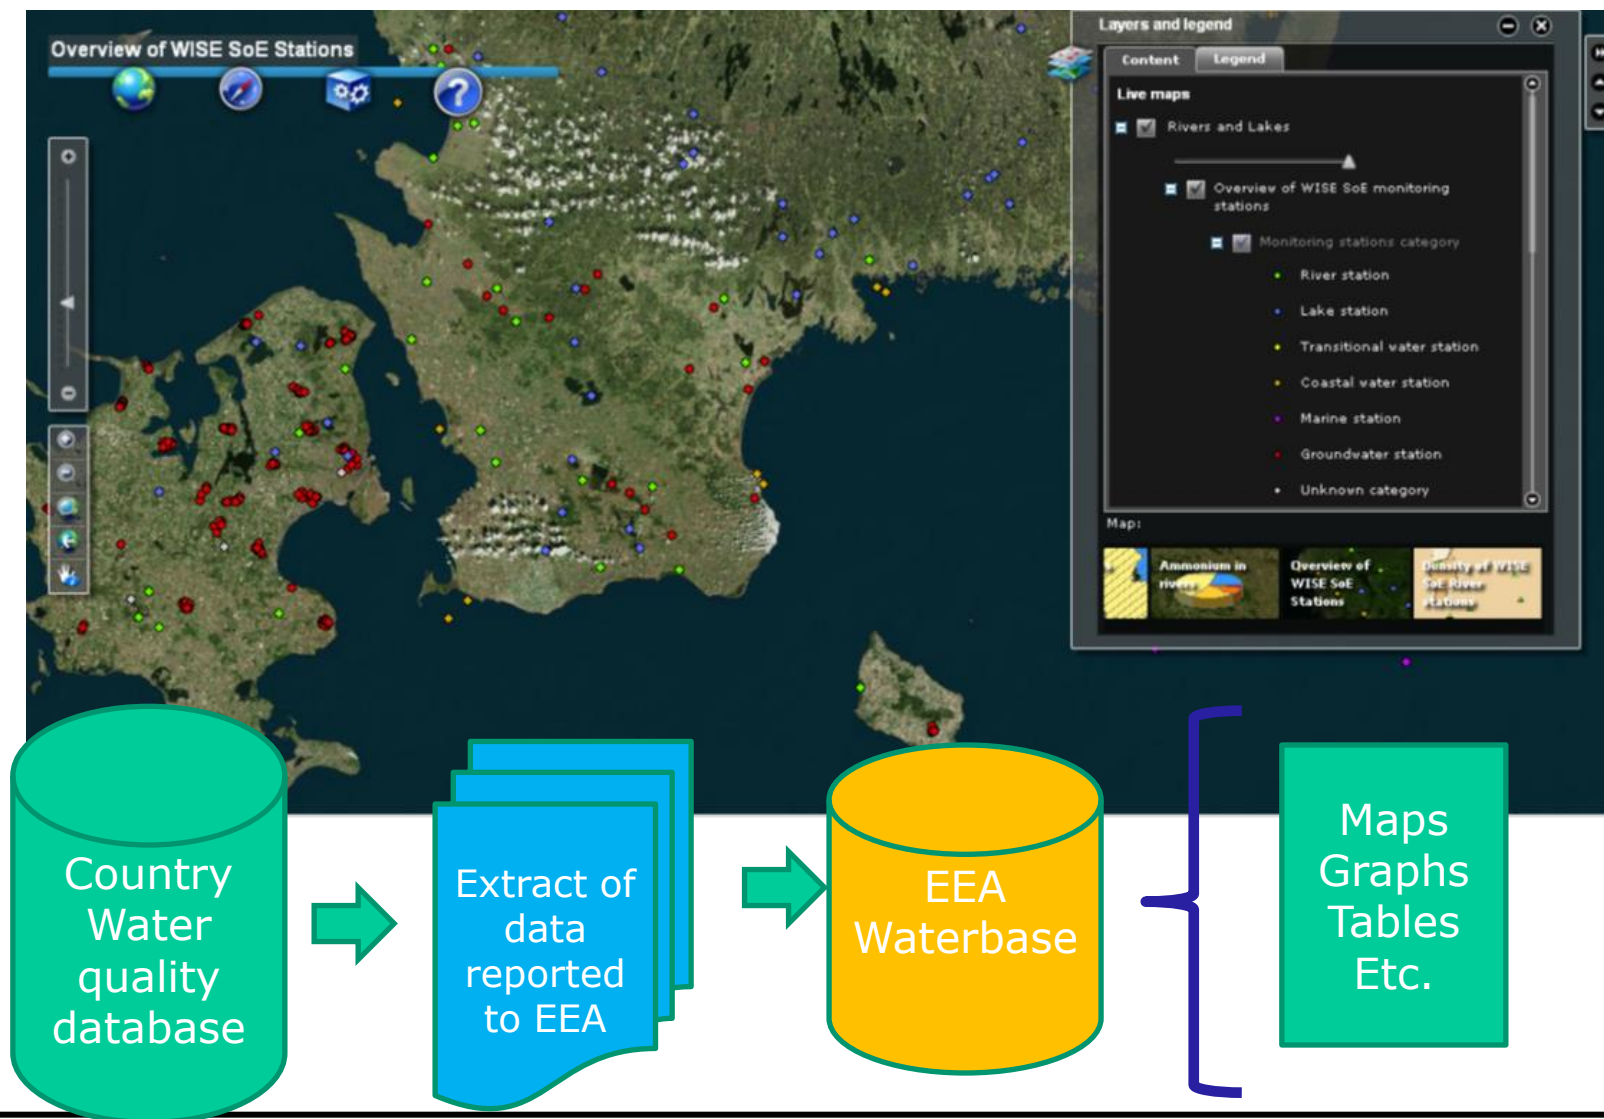 Overview of WISE SoE Stations
Layers and legend
Content
Legend
Live maps
Rivers and Lakes
Overview of WISE SoE monitoring
stations
Monitoring stations category
River station
Lake station
Transitional water station
Coastal water station
Marine station
Groundwater station
Unknown category
Map:
Ammonium in
rivers
Overview of
WISE SoE
Stations
Density of WISE
SoE River
stations
Country
Water
quality
database
Extract of
data
reported
to EEA
EEA
Waterbase
Maps
Graphs
Tables
Etc.